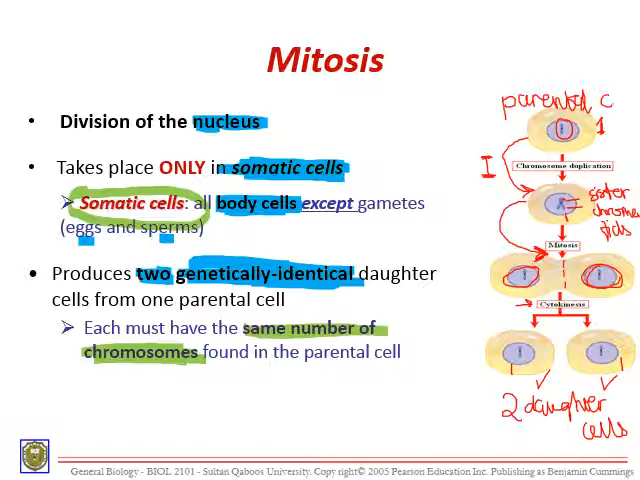 Mitosis
• Division of the nucleus
• Takes place ONLY in somatic cells
➢ Somatic cells: all body cells except gametes
(eggs and sperms)
• Produces two genetically-identical daughter
cells from one parental cell
➢ Each must have the same number of
chromosomes found in the parental cell
parental c
1
Chromosome duplication
I
sister
chroma
tids
Mitosis
Cytokinesis
2 daughter
cells
General Biology - BIOL 2101 - Sultan Qaboos University. Copy right© 2005 Pearson Education Inc. Publishing as Benjamin Cummings